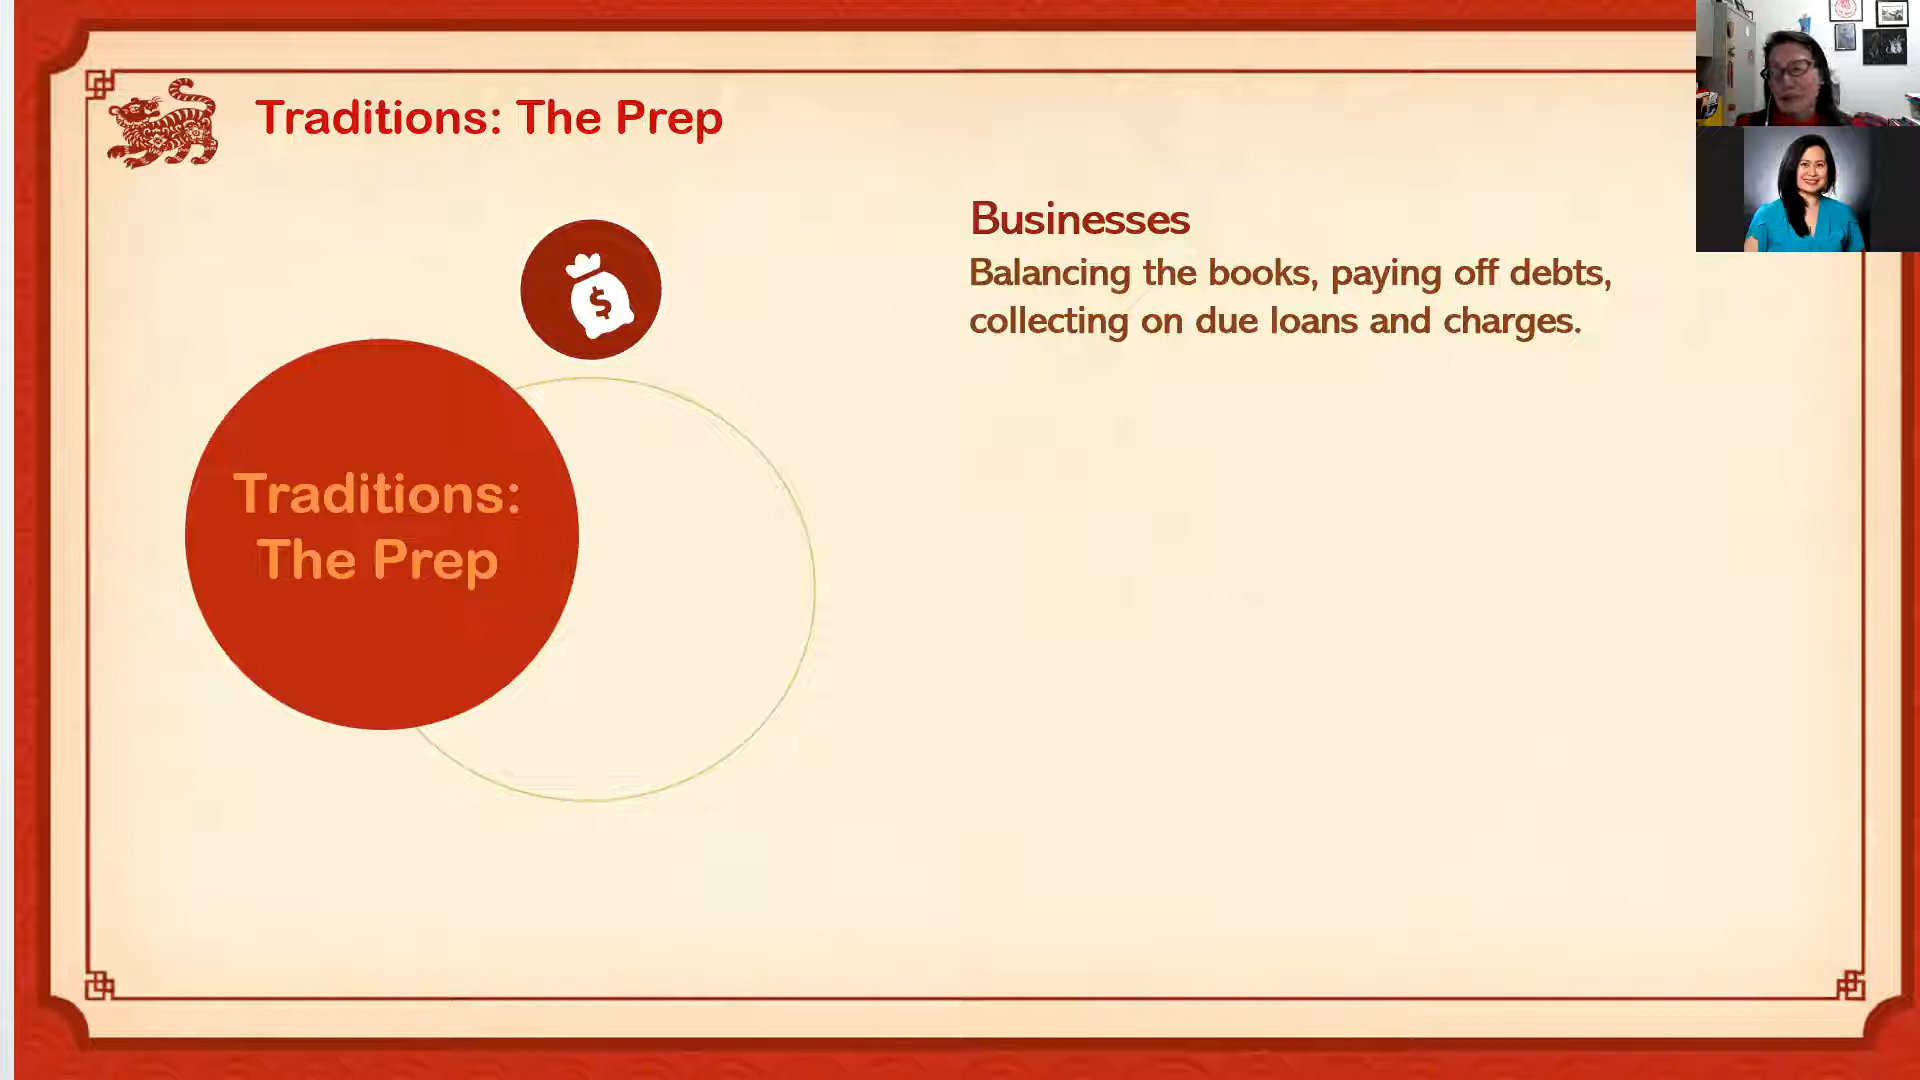 Traditions: The Prep
Businesses
Balancing the books, paying off debts,
collecting on due loans and charges.
$
Traditions:
The Prep